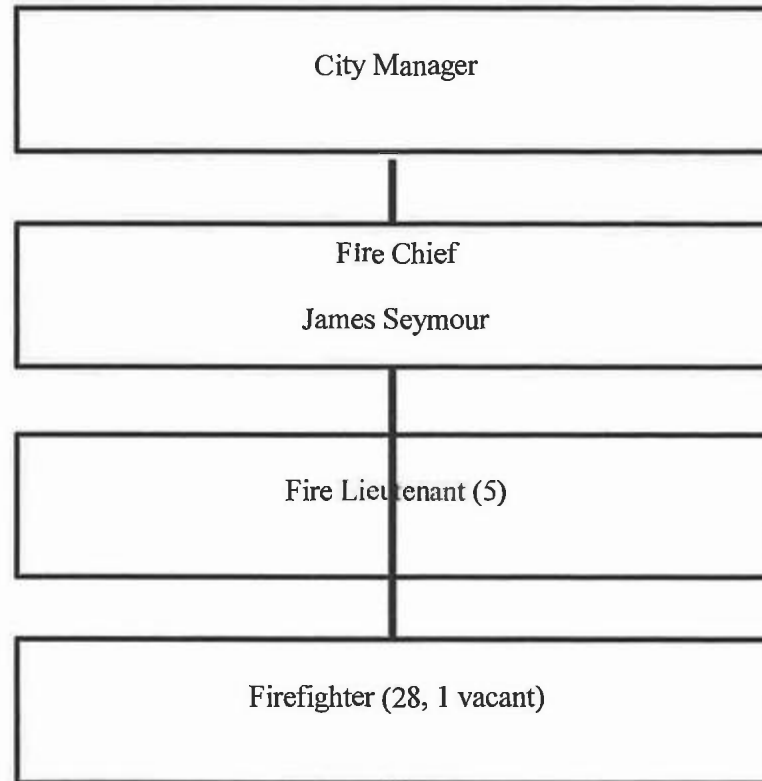 City Manager
Fire Chief
James Seymour
Fire Lieutenant (5)
Firefighter (28, 1 vacant)